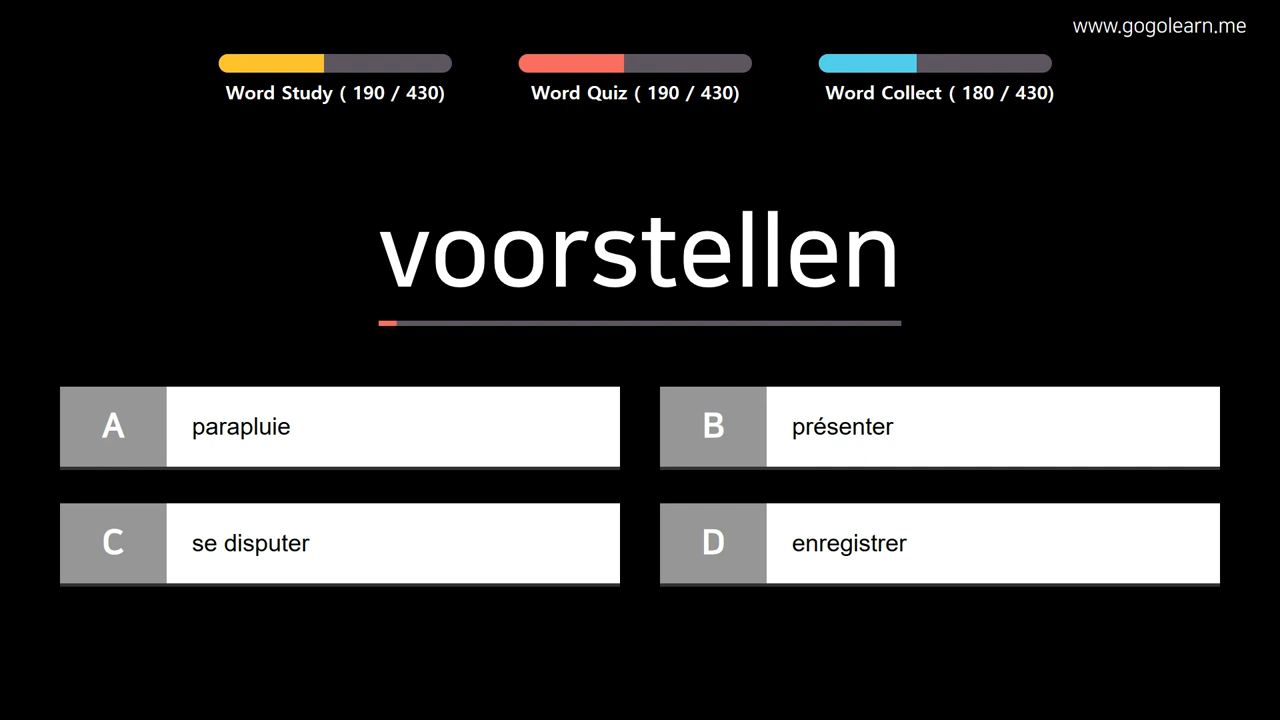 www.gogolearn.me
Word Study ( 190 / 430)
Word Quiz ( 190 / 430)
Word Collect ( 180 / 430)
voorstellen
A parapluie
B présenter
C se disputer
D enregistrer